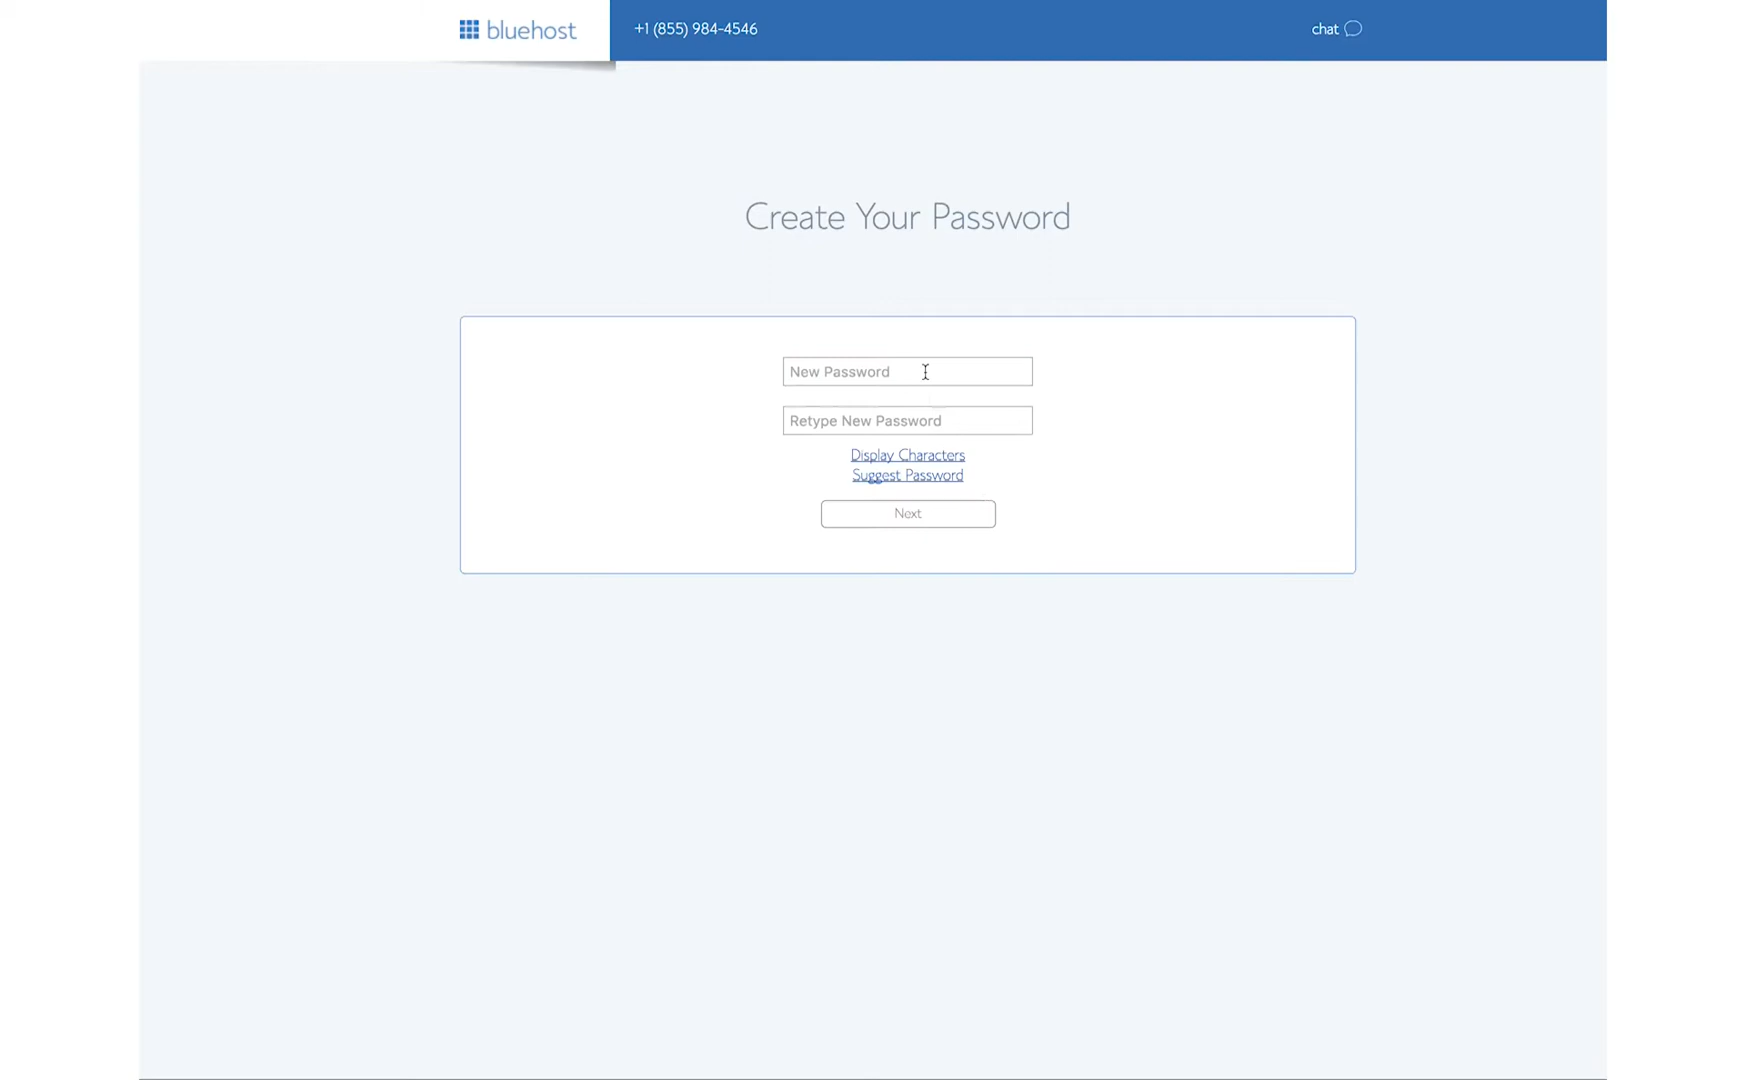 bluehost
+1 (855) 984-4546
chat
Create Your Password
New Password
Retype New Password
Display Characters
Suggest Password
Next